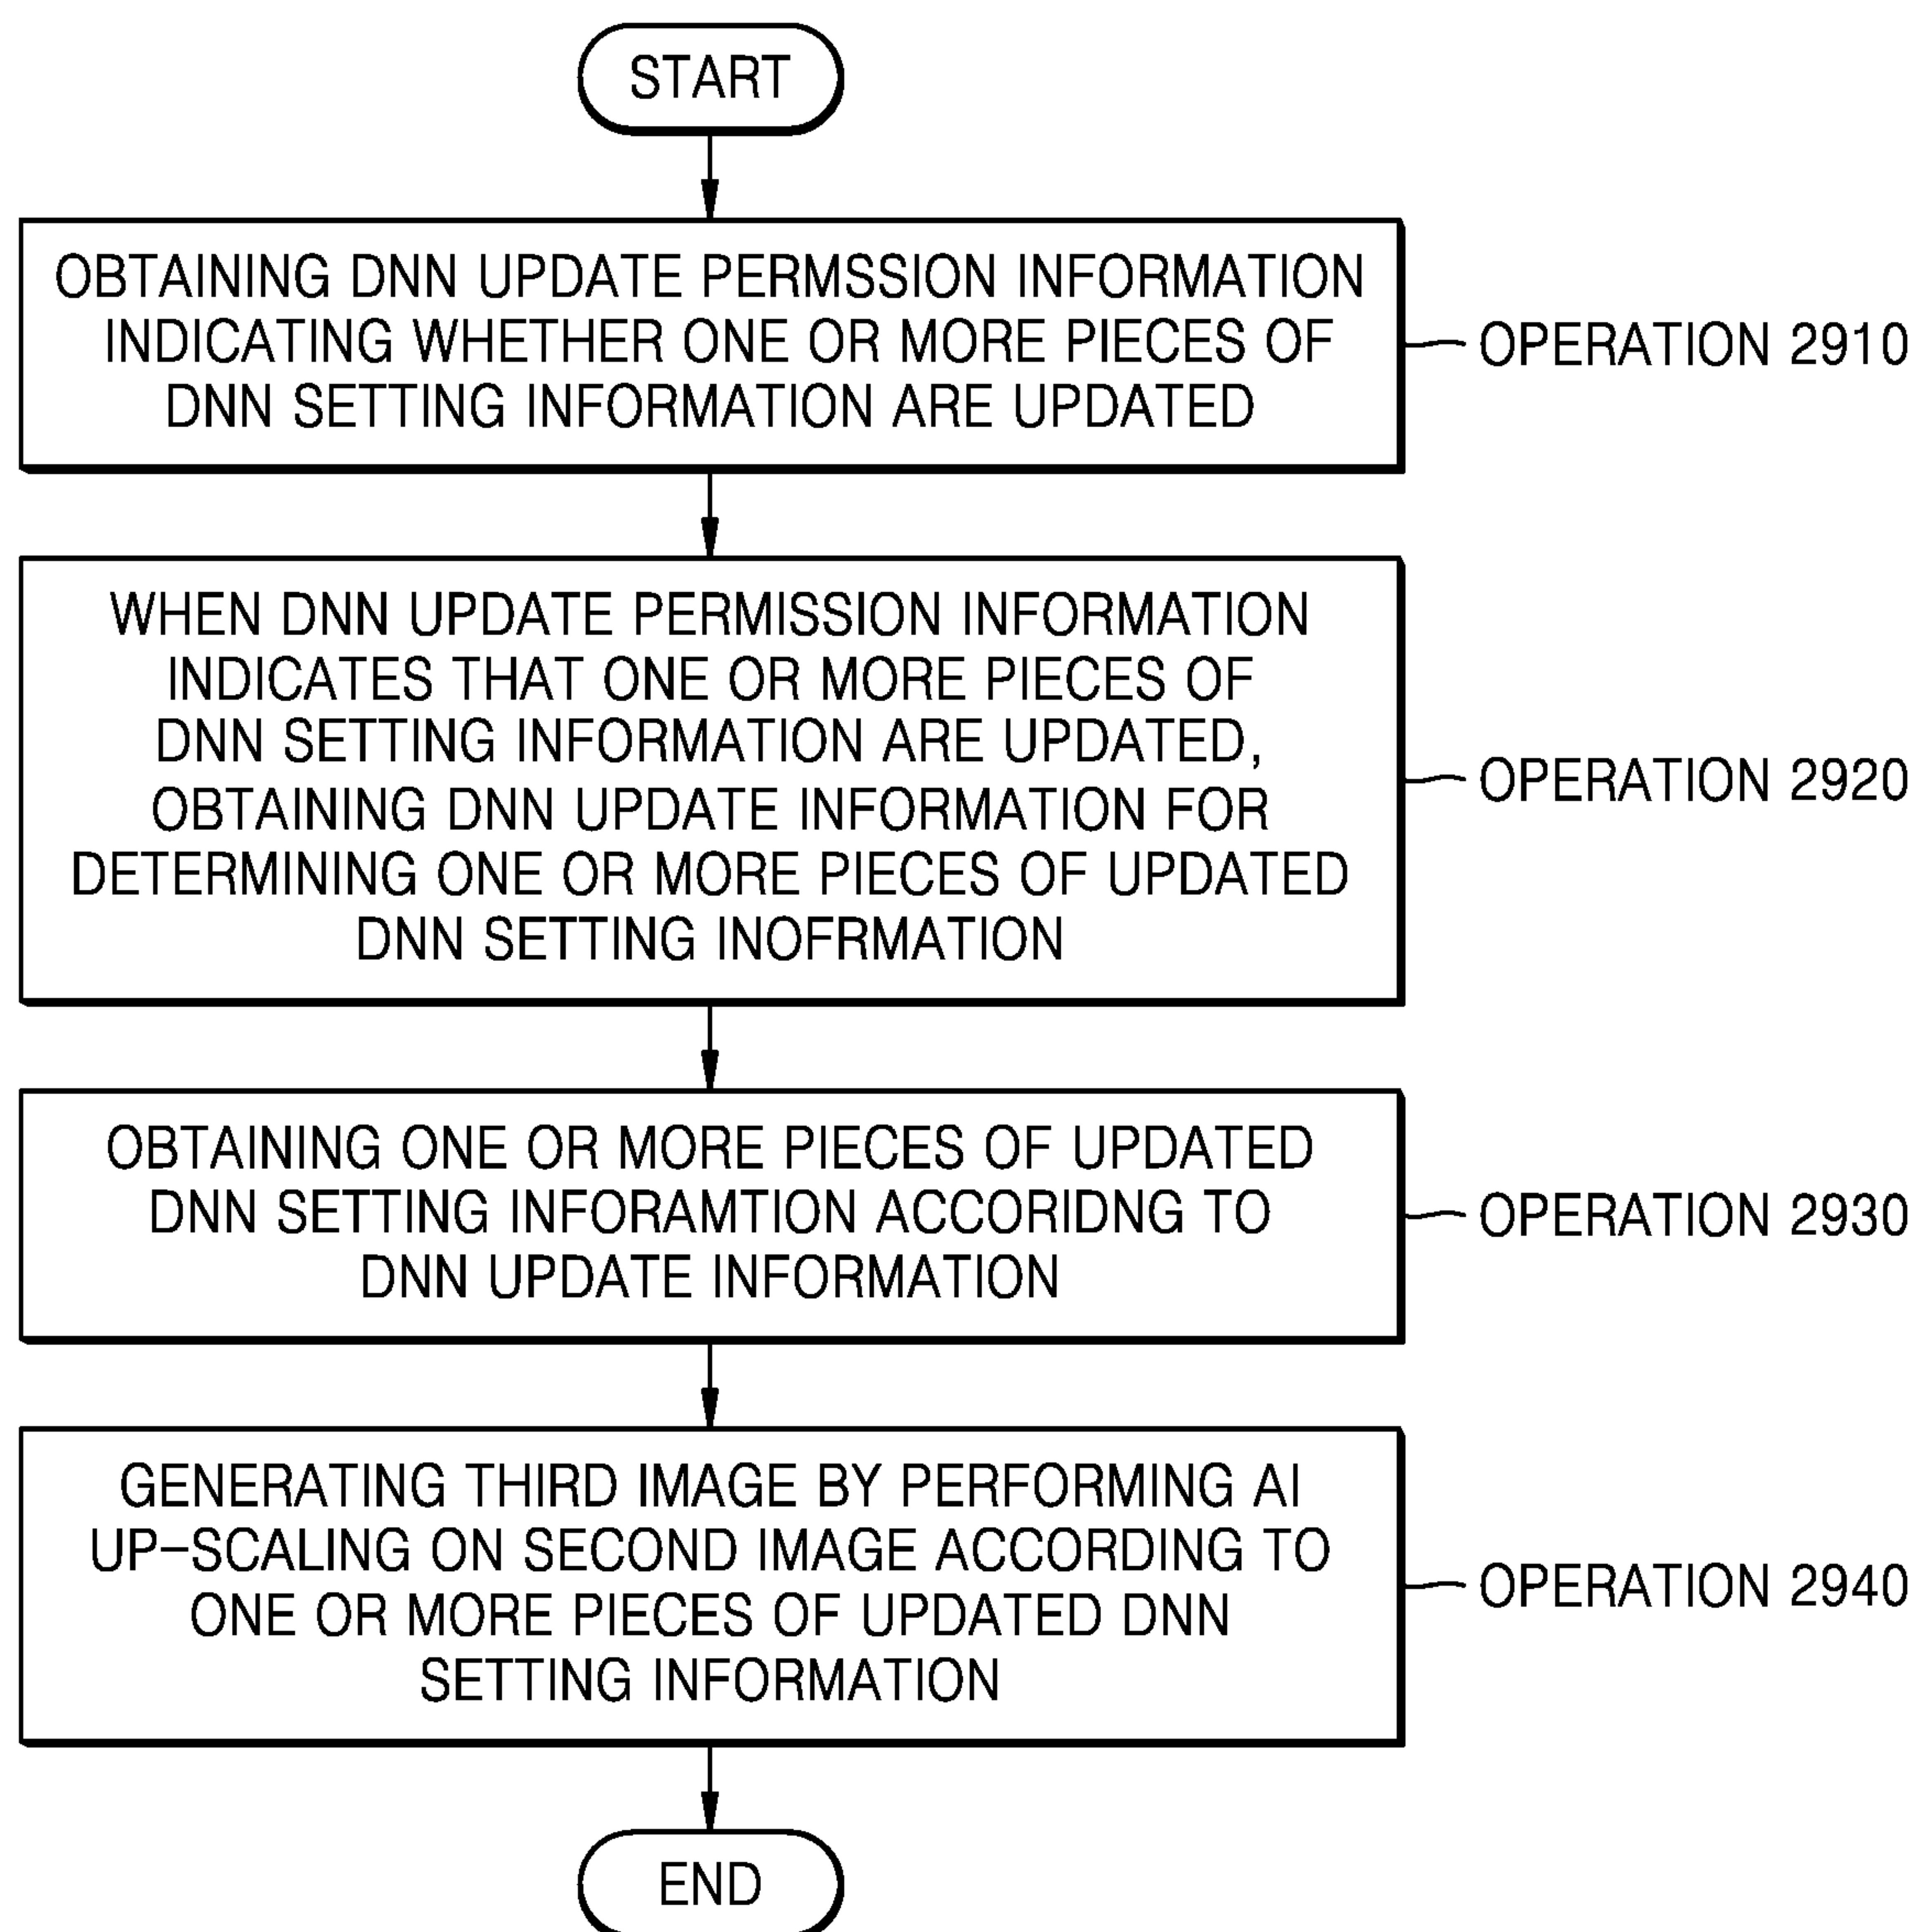 START
OBTAINING DNN UPDATE PERMSSION INFORMATION
INDICATING WHETHER ONE OR MORE PIECES OF
DNN SETTING INFORMATION ARE UPDATED
OPERATION 2910
WHEN DNN UPDATE PERMISSION INFORMATION
INDICATES THAT ONE OR MORE PIECES OF
DNN SETTING INFORMATION ARE UPDATED,
OBTAINING DNN UPDATE INFORMATION FOR
DETERMINING ONE OR MORE PIECES OF UPDATED
DNN SETTING INOFRMATION
OPERATION 2920
OBTAINING ONE OR MORE PIECES OF UPDATED
DNN SETTING INFORAMTION ACCORIDNG TO
DNN UPDATE INFORMATION
OPERATION 2930
GENERATING THIRD IMAGE BY PERFORMING AI
UP-SCALING ON SECOND IMAGE ACCORDING TO
ONE OR MORE PIECES OF UPDATED DNN
SETTING INFORMATION
OPERATION 2940
END